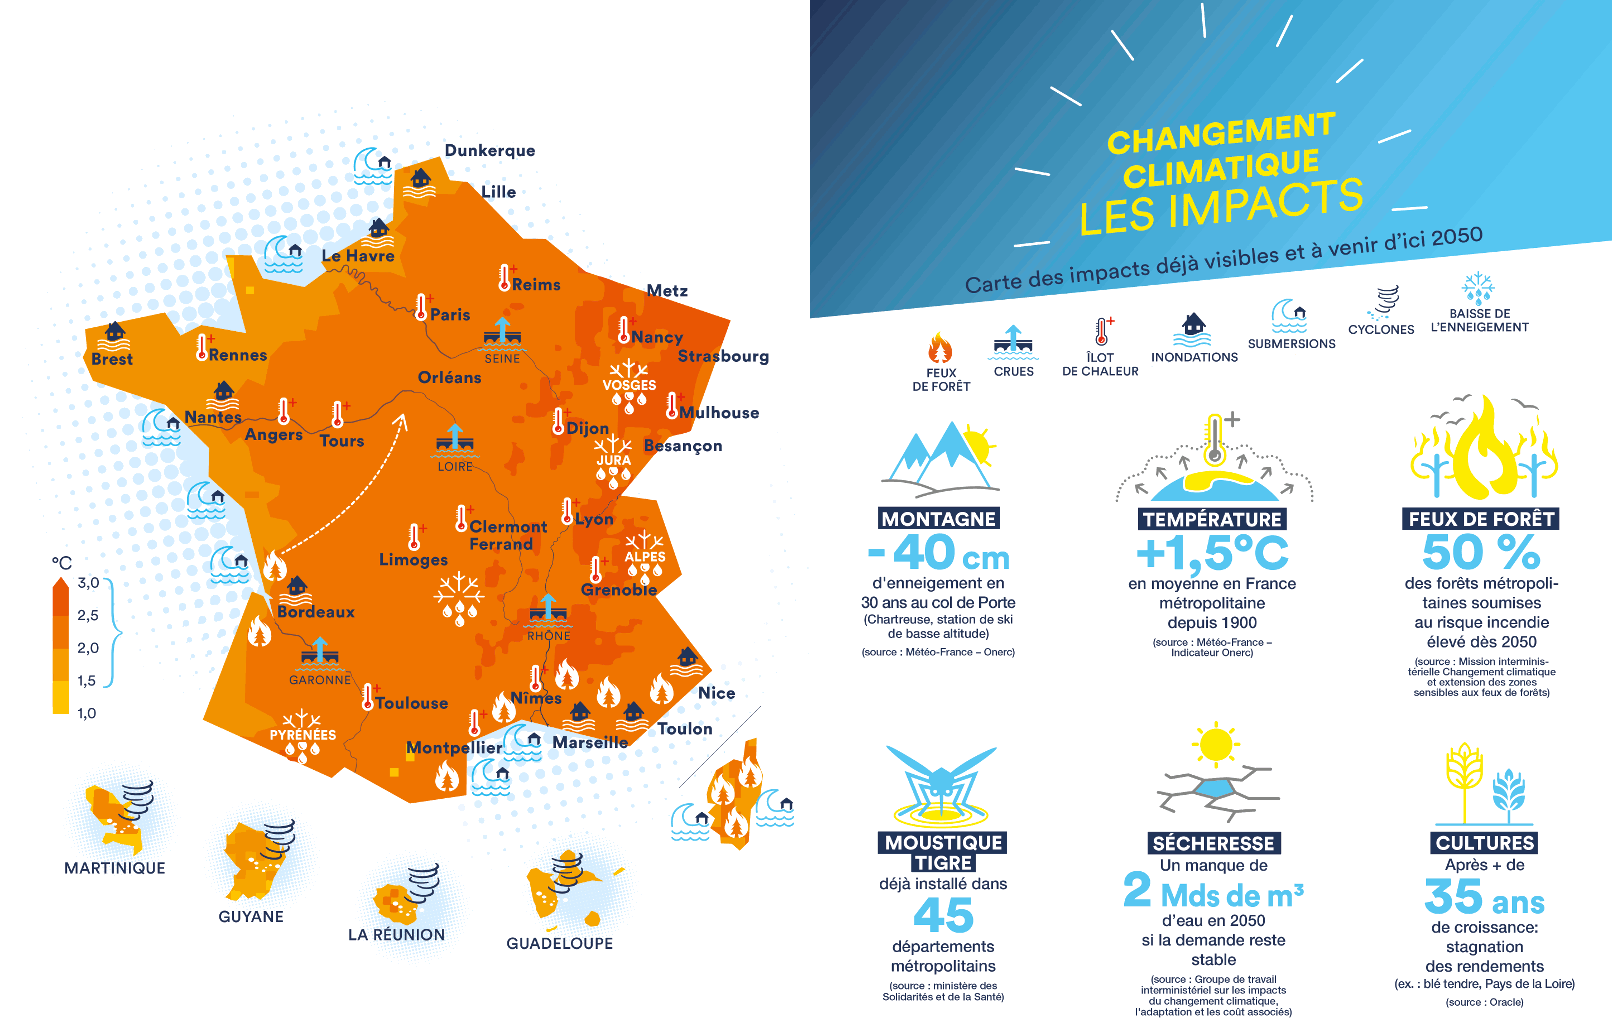 CHANGEMENT
CLIMATIQUE
LES IMPACTS
Carte des impacts déjà visibles et à venir d'ici 2050
FEUX
DE FORÊT
CRUES
ÎLOT
DE CHALEUR
INONDATIONS
SUBMERSIONS
CYCLONES
BAISSE DE
L'ENNEIGEMENT
Dunkerque
Lille
Le Havre
Reims
Metz
Paris
Nancy
Brest
Rennes
SEINE
Strasbourg
Orléans
VOSGES
Nantes
Angers
Tours
Mulhouse
Dijon
Besançon
LOIRE
JURA
Clermont
Ferrand
Lyon
Limoges
ALPES
Grenoble
Bordeaux
RHÔNE
GARONNE
Toulouse
Nîmes
Nice
PYRÉNÉES
Montpellier
Marseille
Toulon
°C
3,0
2,5
2,0
1,5
1,0
MARTINIQUE
GUYANE
LA RÉUNION
GUADELOUPE
MONTAGNE
- 40 cm
d'enneigement en
30 ans au col de Porte
(Chartreuse, station de ski
de basse altitude)
(source : Météo-France – Onerc)
TEMPÉRATURE
+1,5°C
en moyenne en France
métropolitaine
depuis 1900
(source : Météo-France –
Indicateur Onerc)
FEUX DE FORÊT
50 %
des forêts métropoli-
taines soumises
au risque incendie
élevé dès 2050
(source : Mission interminis-
térielle Changement climatique
et extension des zones
sensibles aux feux de forêts)
MOUSTIQUE
TIGRE
déjà installé dans
45
départements
métropolitains
(source : ministère des
Solidarités et de la Santé)
SÉCHERESSE
Un manque de
2 Mds de m³
d'eau en 2050
si la demande reste
stable
(source : Groupe de travail
interministériel sur les impacts
du changement climatique,
l'adaptation et les coût associés)
CULTURES
Après + de
35 ans
de croissance:
stagnation
des rendements
(ex. : blé tendre, Pays de la Loire)
(source : Oracle)